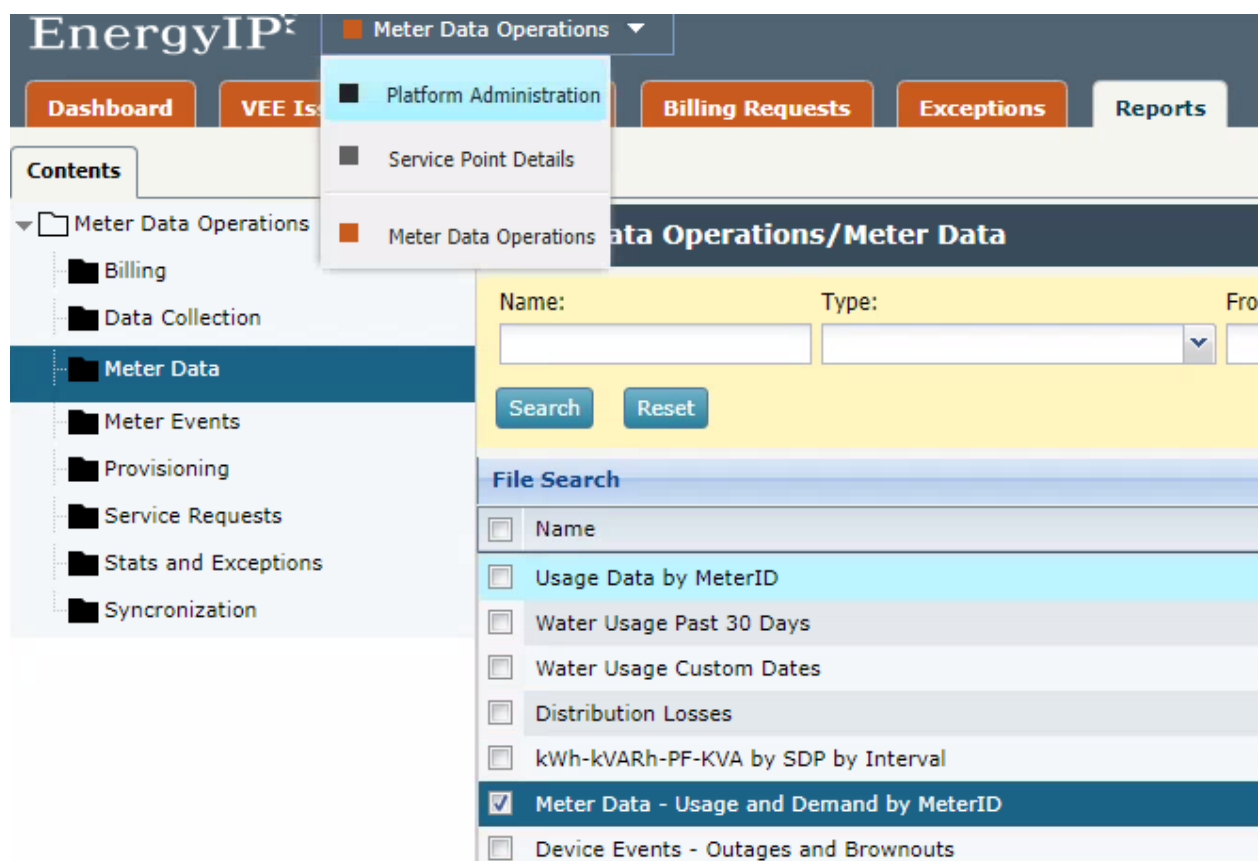 EnergyIP
Meter Data Operations
Platform Administration
Service Point Details
Meter Data Operations
Dashboard
VEE
Billing Requests
Exceptions
Reports
Contents
Meter Data Operations
Billing
Data Collection
Meter Data
Meter Events
Provisioning
Service Requests
Stats and Exceptions
Syncronization
Operations/Meter Data
Name: Type:
Search Reset
File Search
Name
Usage Data by MeterID
Water Usage Past 30 Days
Water Usage Custom Dates
Distribution Losses
kWh-kVARh-PF-KVA by SDP by Interval
Meter Data - Usage and Demand by MeterID
Device Events - Outages and Brownouts